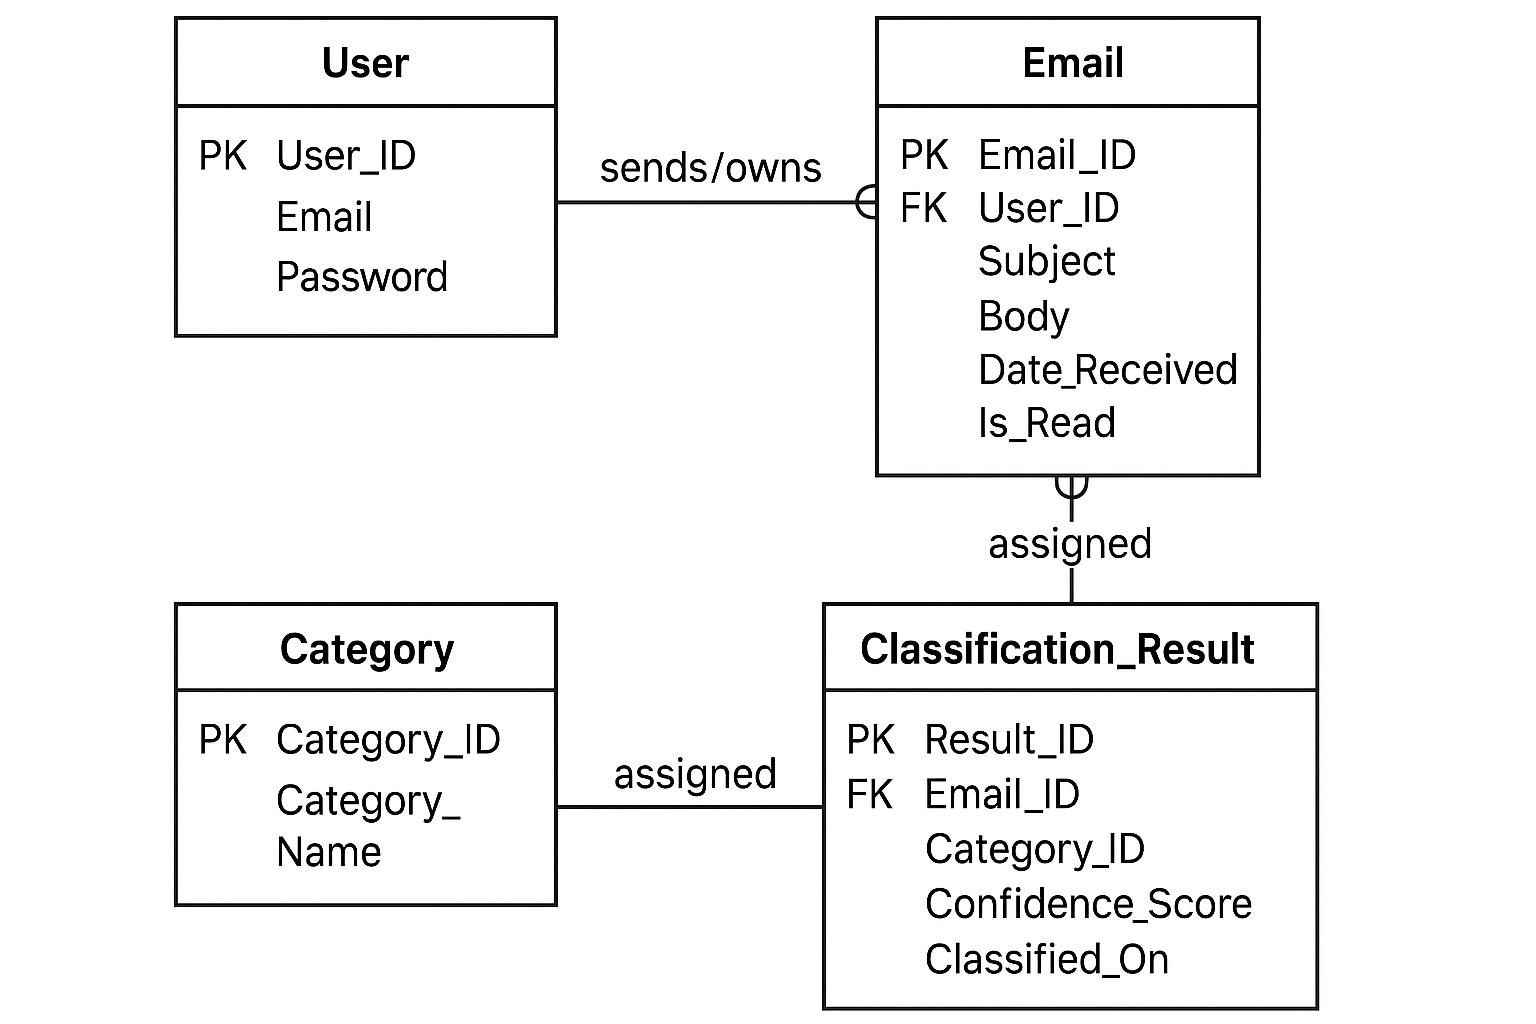 User
PK User_ID
Email
Password
sends/owns
Email
PK Email_ID
FK User_ID
Subject
Body
Date_Received
Is_Read
assigned
Category
PK Category_ID
Category_
Name
assigned
Classification_Result
PK Result_ID
FK Email_ID
Category_ID
Confidence_Score
Classified_On